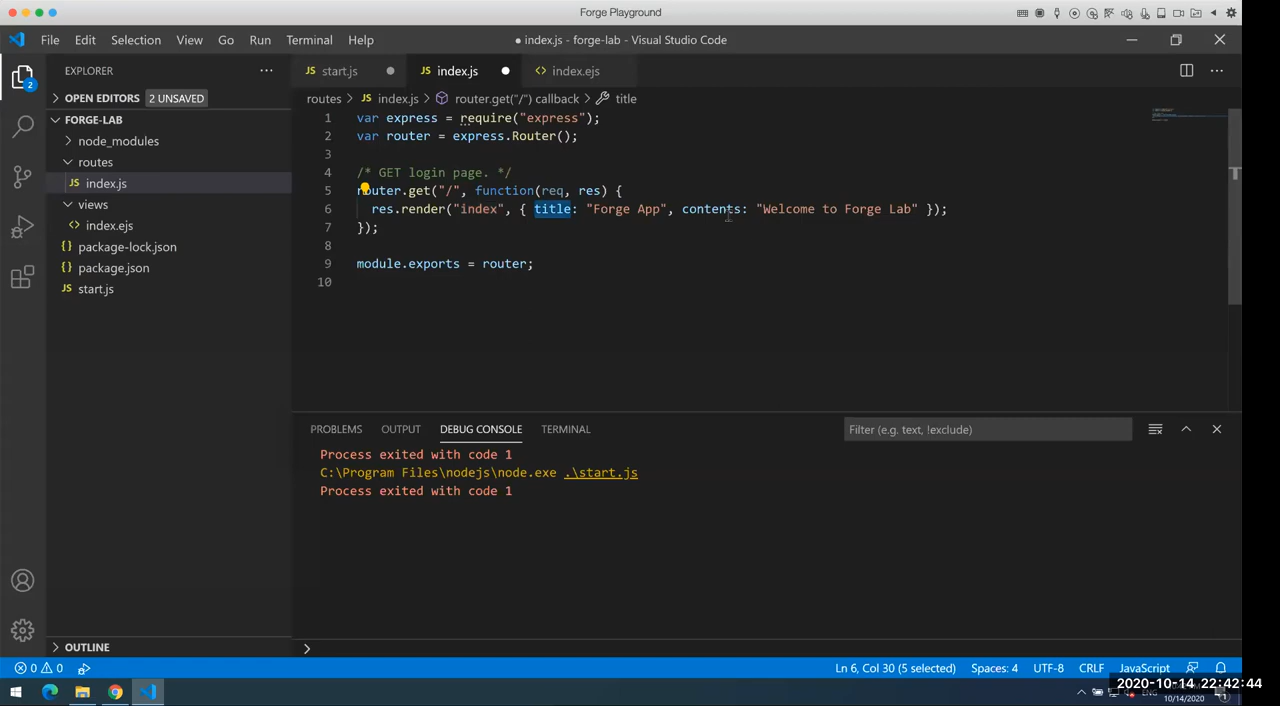 Forge Playground
File Edit Selection View Go Run Terminal Help
● index.js - forge-lab - Visual Studio Code
EXPLORER
start.js
index.js
index.ejs
OPEN EDITORS 2 UNSAVED
routes > JS index.js > router.get("/") callback > title
FORGE-LAB
node_modules
routes
JS index.js
views
<> index.ejs
{} package-lock.json
{} package.json
JS start.js
2
1 var express = require("express");
2 var router = express.Router();
3
4 /* GET login page. */
5 router.get("/", function(req, res) {
6 res.render("index", { title: "Forge App", contents: "Welcome to Forge Lab" });
7 });
8
9 module.exports = router;
10
PROBLEMS OUTPUT DEBUG CONSOLE TERMINAL
Filter (e.g. text, !exclude)
Process exited with code 1
C:\Program Files\nodejs\node.exe .\start.js
Process exited with code 1
OUTLINE
0 0
Ln 6, Col 30 (5 selected) Spaces: 4 UTF-8 CRLF JavaScript
2020-10-14 22:42:44
ENG
10/14/2020